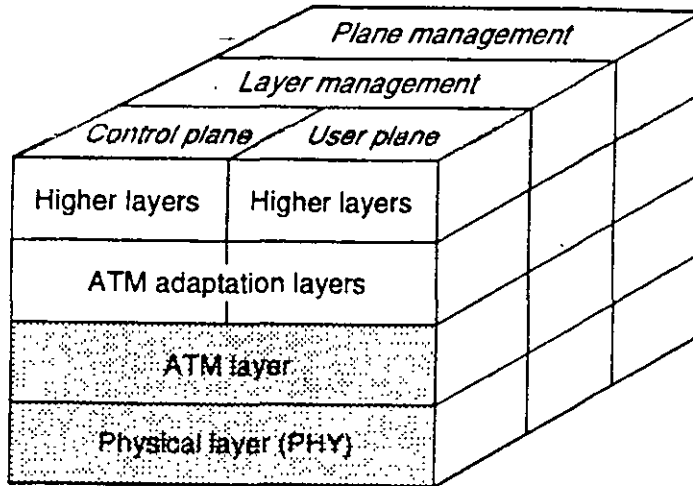 Plane management
Layer management
Control plane User plane
Higher layers Higher layers
ATM adaptation layers
ATM layer
Physical layer (PHY)